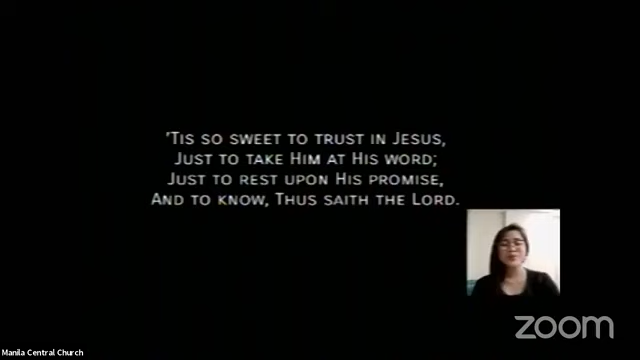 'Tis so sweet to trust in Jesus,
Just to take Him at His word;
Just to rest upon His promise,
And to know, Thus saith the Lord.
zoom
Manila Central Church